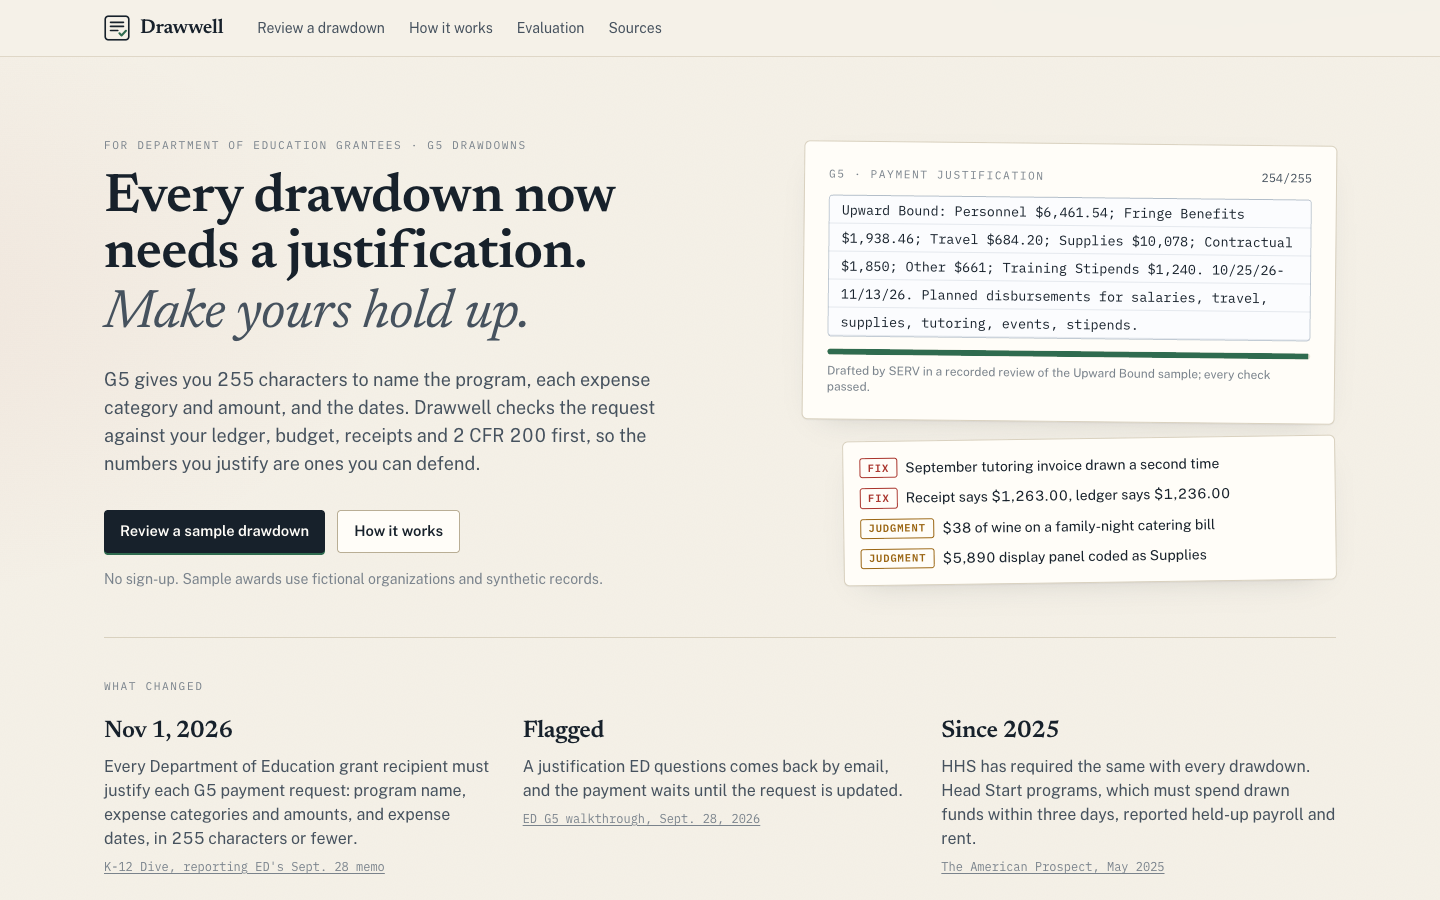 Drawwell
Review a drawdown
How it works
Evaluation
Sources
FOR DEPARTMENT OF EDUCATION GRANTEES · G5 DRAWDOWNS
Every drawdown now
needs a justification.
Make yours hold up.
G5 gives you 255 characters to name the program, each expense
category and amount, and the dates. Drawwell checks the request
against your ledger, budget, receipts and 2 CFR 200 first, so the
numbers you justify are ones you can defend.
Review a sample drawdown
How it works
No sign-up. Sample awards use fictional organizations and synthetic records.
G5 · PAYMENT JUSTIFICATION
254/255
Upward Bound: Personnel $6,461.54; Fringe Benefits
$1,938.46; Travel $684.20; Supplies $10,078; Contractual
$1,850; Other $661; Training Stipends $1,240. 10/25/26-
11/13/26. Planned disbursements for salaries, travel,
supplies, tutoring, events, stipends.
Drafted by SERV in a recorded review of the Upward Bound sample; every check
passed.
FIX September tutoring invoice drawn a second time
FIX Receipt says $1,263.00, ledger says $1,236.00
JUDGMENT $38 of wine on a family-night catering bill
JUDGMENT $5,890 display panel coded as Supplies
WHAT CHANGED
Nov 1, 2026
Every Department of Education grant recipient must
justify each G5 payment request: program name,
expense categories and amounts, and expense
dates, in 255 characters or fewer.
K-12 Dive, reporting ED's Sept. 28 memo
Flagged
A justification ED questions comes back by email,
and the payment waits until the request is updated.
ED G5 walkthrough, Sept. 28, 2026
Since 2025
HHS has required the same with every drawdown.
Head Start programs, which must spend drawn
funds within three days, reported held-up payroll and
rent.
The American Prospect, May 2025